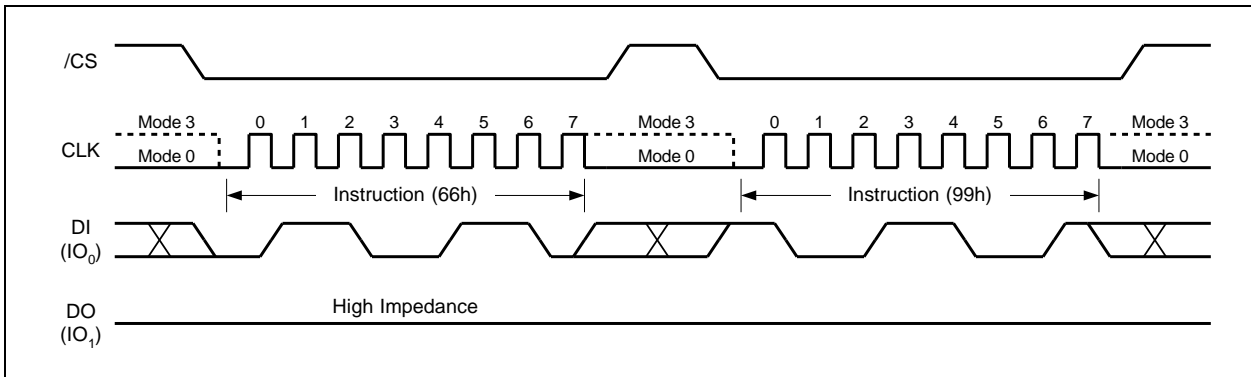 /CS
Mode 3 0 1 2 3 4 5 6 7 Mode 3 0 1 2 3 4 5 6 7 Mode 3
CLK
Mode 0 Mode 0 Mode 0
Instruction (66h) Instruction (99h)
DI
(IO0)
High Impedance
DO
(IO1)